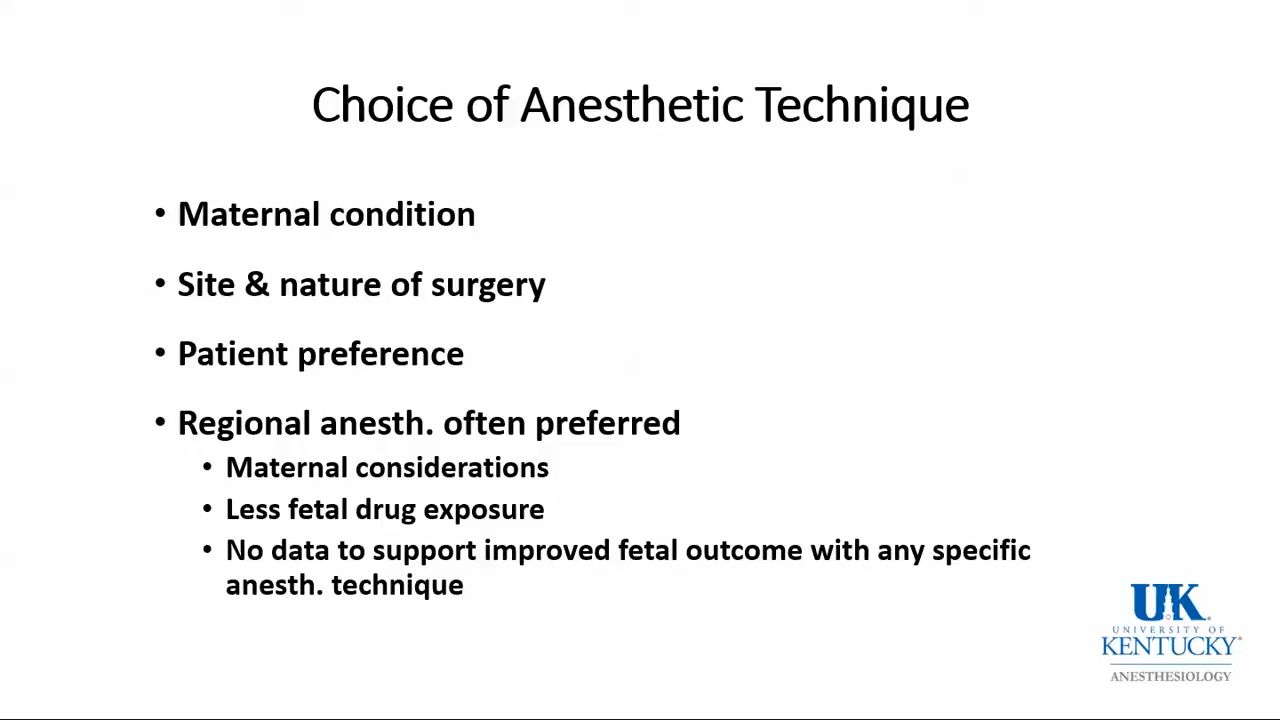 Choice of Anesthetic Technique
• Maternal condition
• Site & nature of surgery
• Patient preference
• Regional anesth. often preferred
• Maternal considerations
• Less fetal drug exposure
• No data to support improved fetal outcome with any specific
anesth. technique
UK
UNIVERSITY OF
KENTUCKY®
ANESTHESIOLOGY